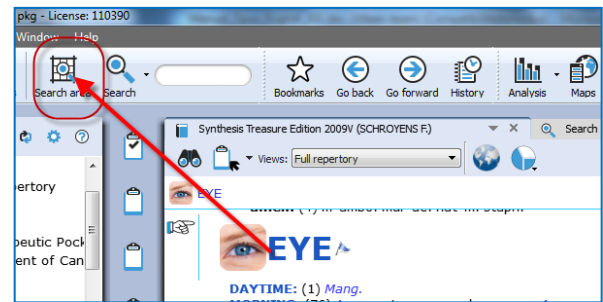 pkg - License: 110390
Window Help
Search area Search Bookmarks Go back Go forward History Analysis Maps
Synthesis Treasure Edition 2009V (SCHROYENS F.) Search
ertory
Views: Full repertory
EYE
peutic Pock
ent of Can
EYE
DAYTIME: (1) Mang.